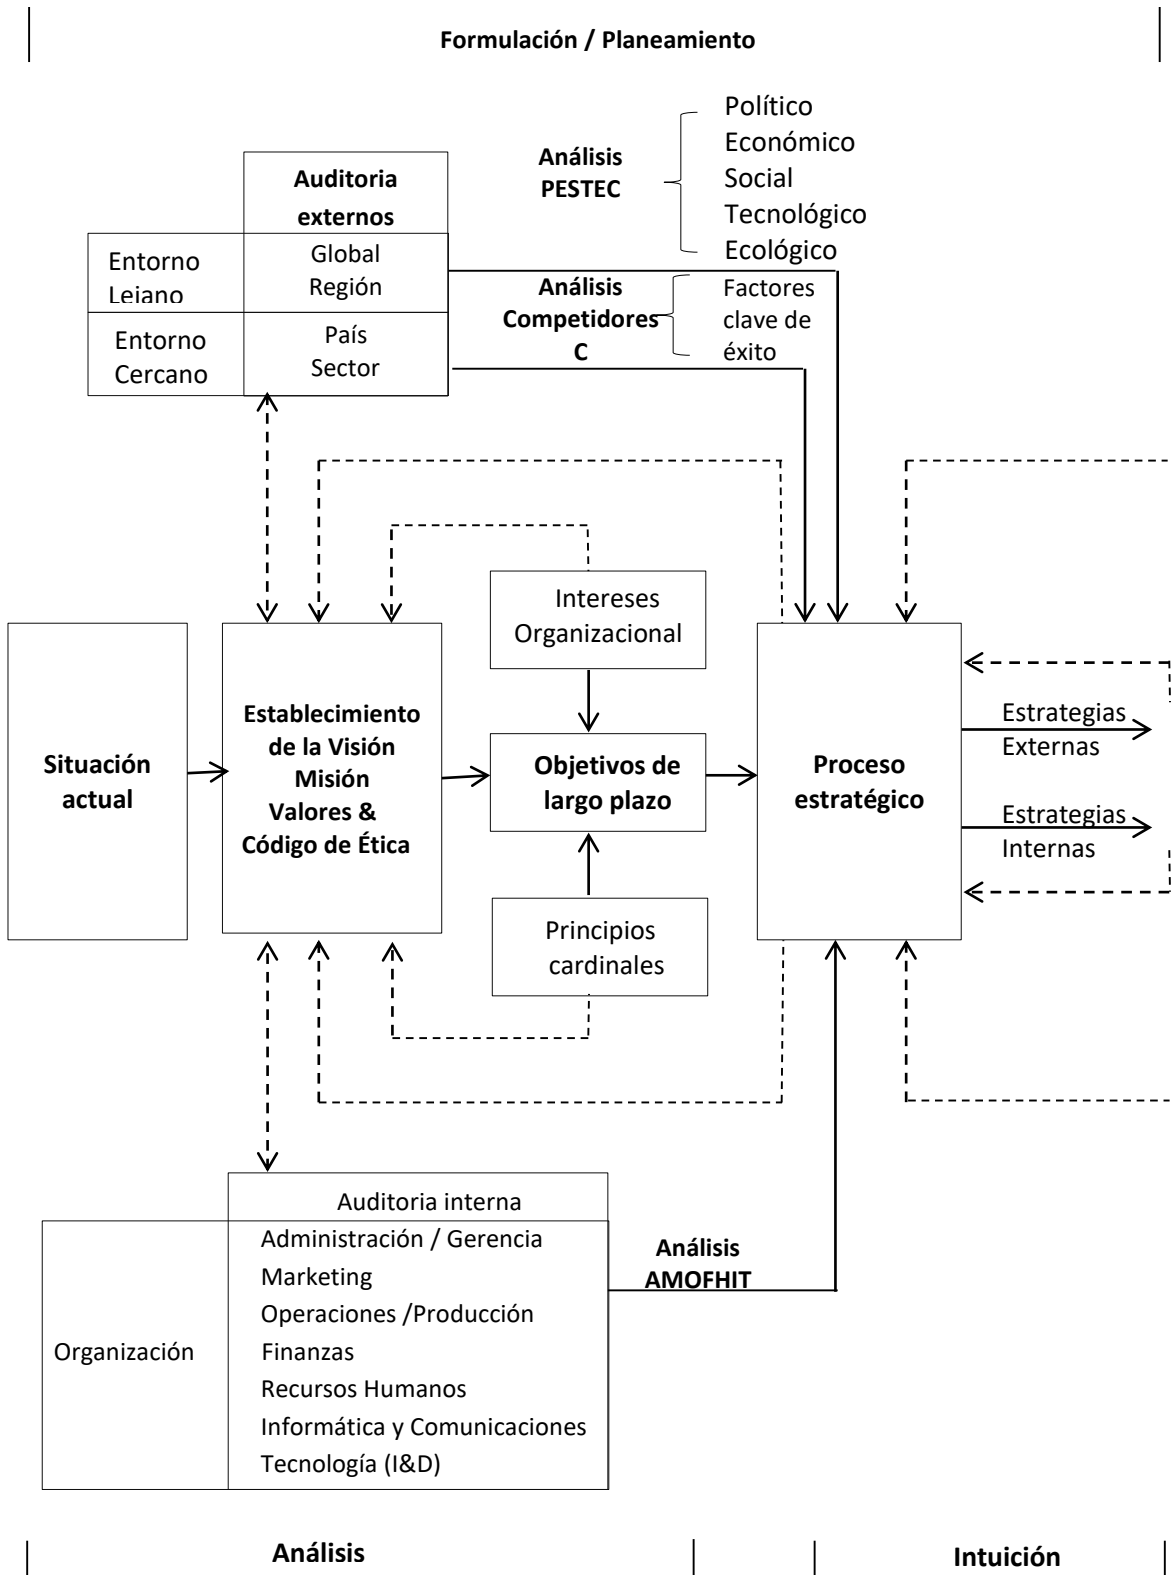 Formulación / Planeamiento
Político
Económico
Social
Tecnológico
Ecológico
Análisis
PESTEC
Auditoria
externos
Entorno
Lejano
Global
Región
Análisis
Competidores
C
Factores
clave de
éxito
Entorno
Cercano
País
Sector
Intereses
Organizacional
Situación
actual
Establecimiento
de la Visión
Misión
Valores &
Código de Ética
Objetivos de
largo plazo
Proceso
estratégico
Estrategias
Externas
Estrategias
Internas
Principios
cardinales
Auditoria interna
Organización
Administración / Gerencia
Marketing
Operaciones /Producción
Finanzas
Recursos Humanos
Informática y Comunicaciones
Tecnología (I&D)
Análisis
AMOFHIT
Análisis
Intuición